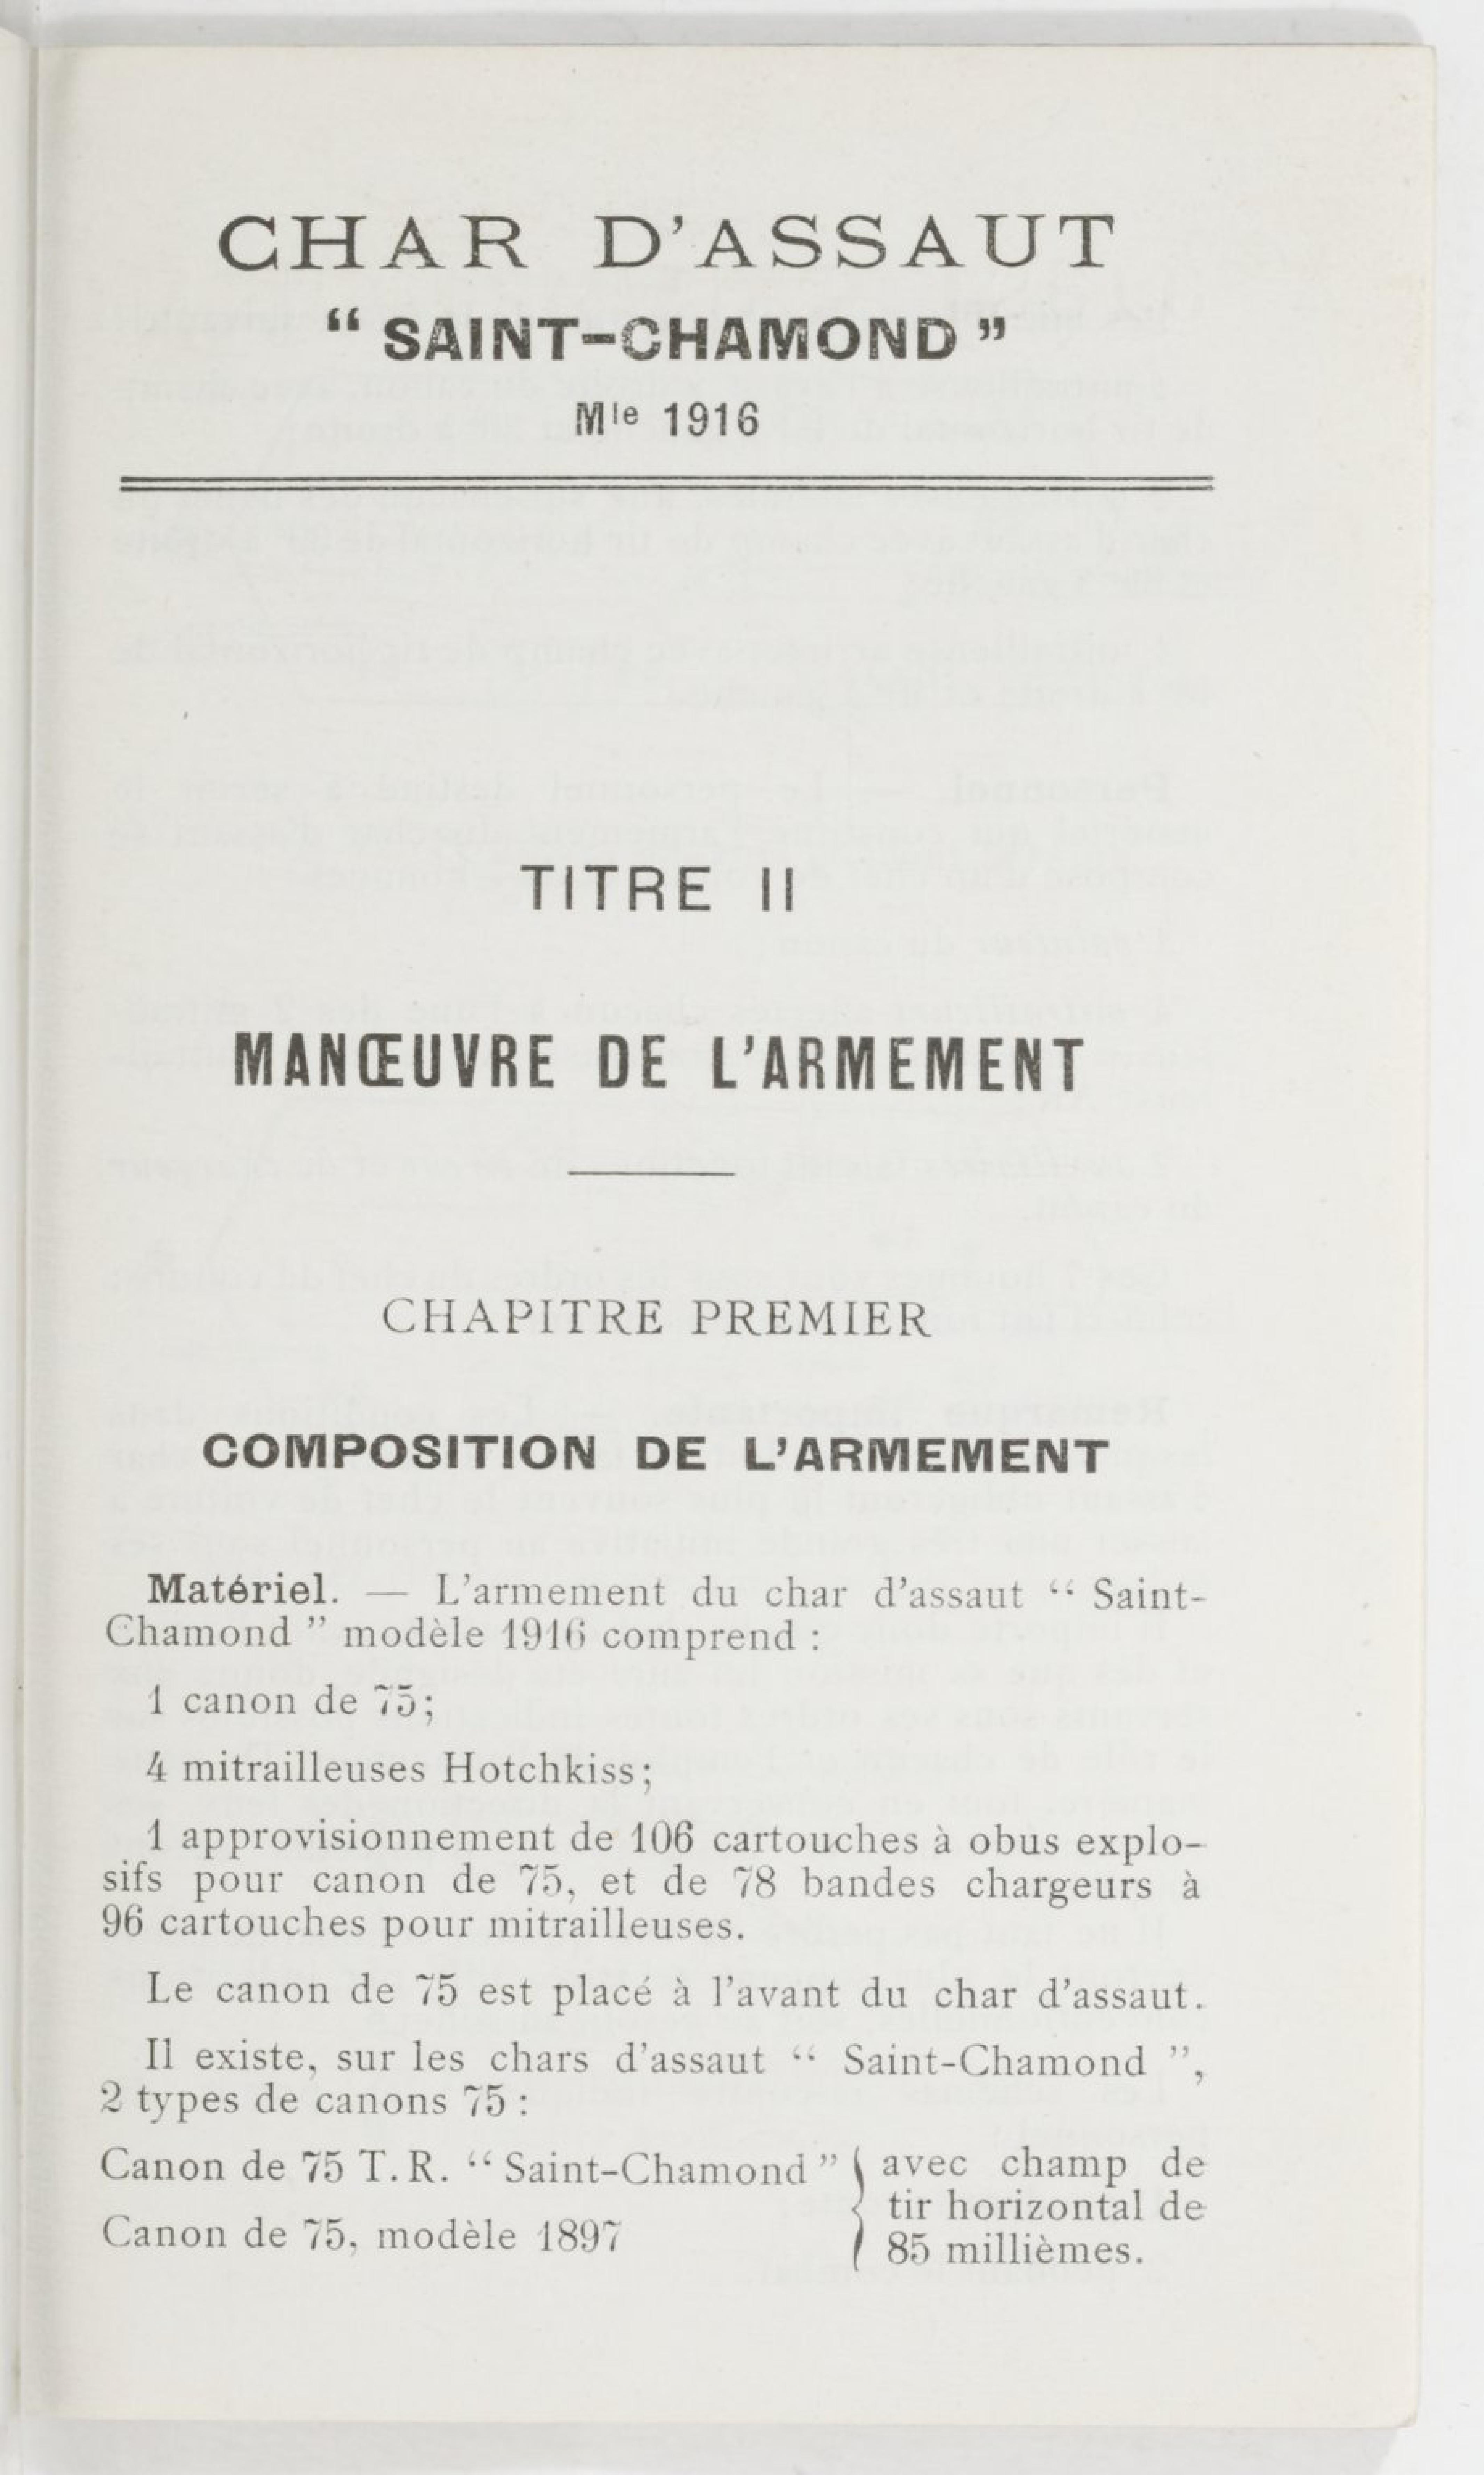 CHAR D'ASSAUT
“ SAINT-CHAMOND ”
Mle 1916
TITRE II
MANŒUVRE DE L'ARMEMENT
CHAPITRE PREMIER
COMPOSITION DE L'ARMEMENT
Matériel. — L'armement du char d'assaut “ Saint-
Chamond ” modèle 1916 comprend :
1 canon de 75;
4 mitrailleuses Hotchkiss;
1 approvisionnement de 106 cartouches à obus explo-
sifs pour canon de 75, et de 78 bandes chargeurs à
96 cartouches pour mitrailleuses.
Le canon de 75 est placé à l'avant du char d'assaut.
Il existe, sur les chars d'assaut “ Saint-Chamond ”,
2 types de canons 75 :
Canon de 75 T. R. “ Saint-Chamond ”
Canon de 75, modèle 1897
avec champ de
tir horizontal de
85 millièmes.